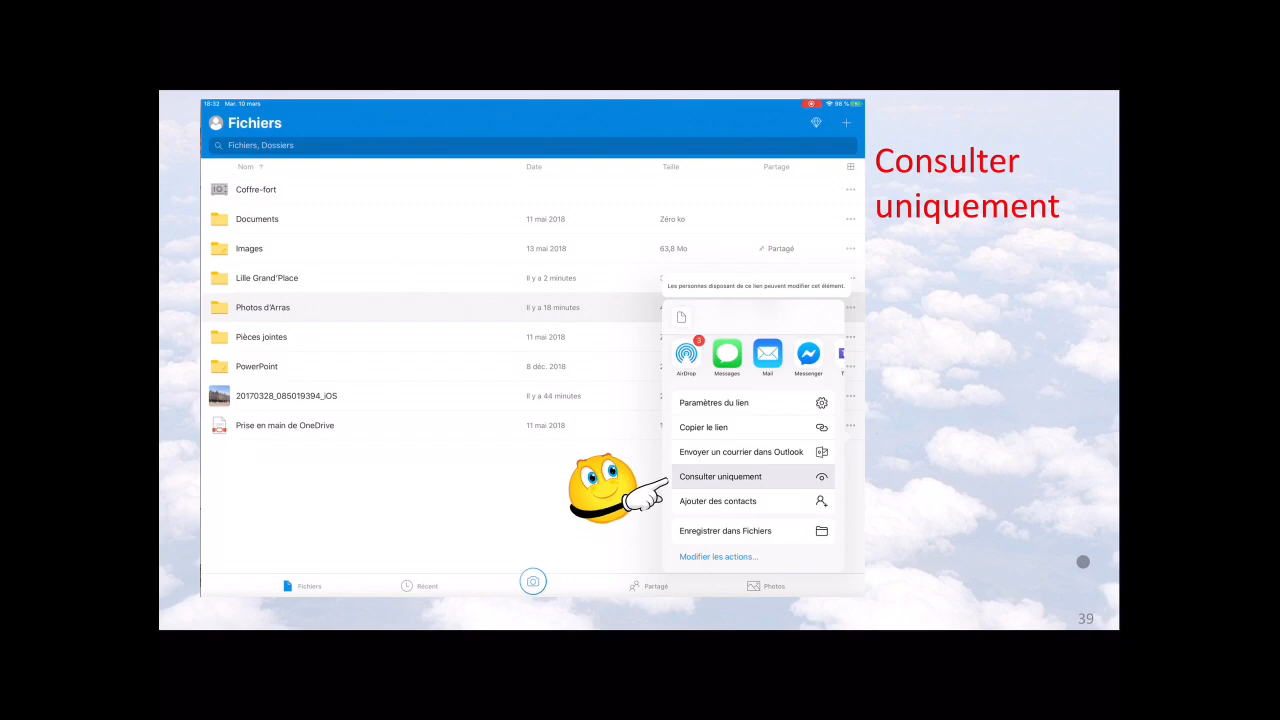 18:32 Mar. 10 mars 98 %
Fichiers
Fichiers, Dossiers
Nom Date Taille Partage
Coffre-fort
Documents 11 mai 2018 Zéro ko
Images 13 mai 2018 63,8 Mo Partagé
Lille Grand'Place Il y a 2 minutes
Photos d'Arras Il y a 18 minutes
Pièces jointes 11 mai 2018
PowerPoint 8 déc. 2018
20170328_085019394_iOS Il y a 44 minutes
Prise en main de OneDrive 11 mai 2018
Les personnes disposant de ce lien peuvent modifier cet élément.
3
AirDrop Messages Mail Messenger
Paramètres du lien
Copier le lien
Envoyer un courrier dans Outlook
Consulter uniquement
Ajouter des contacts
Enregistrer dans Fichiers
Modifier les actions...
Fichiers Récent Partagé Photos
Consulter
uniquement
39